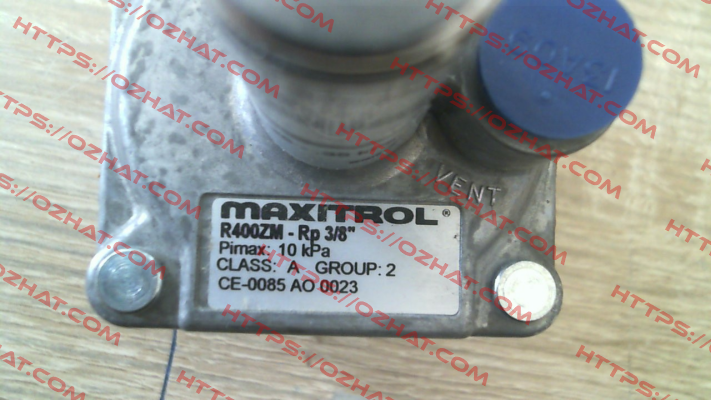 HTTPS://OZHAT.COM
VENT
MAXITROL®
R400ZM - Rp 3/8"
Pimax: 10 kPa
CLASS: A GROUP: 2
CE-0085 AO 0023